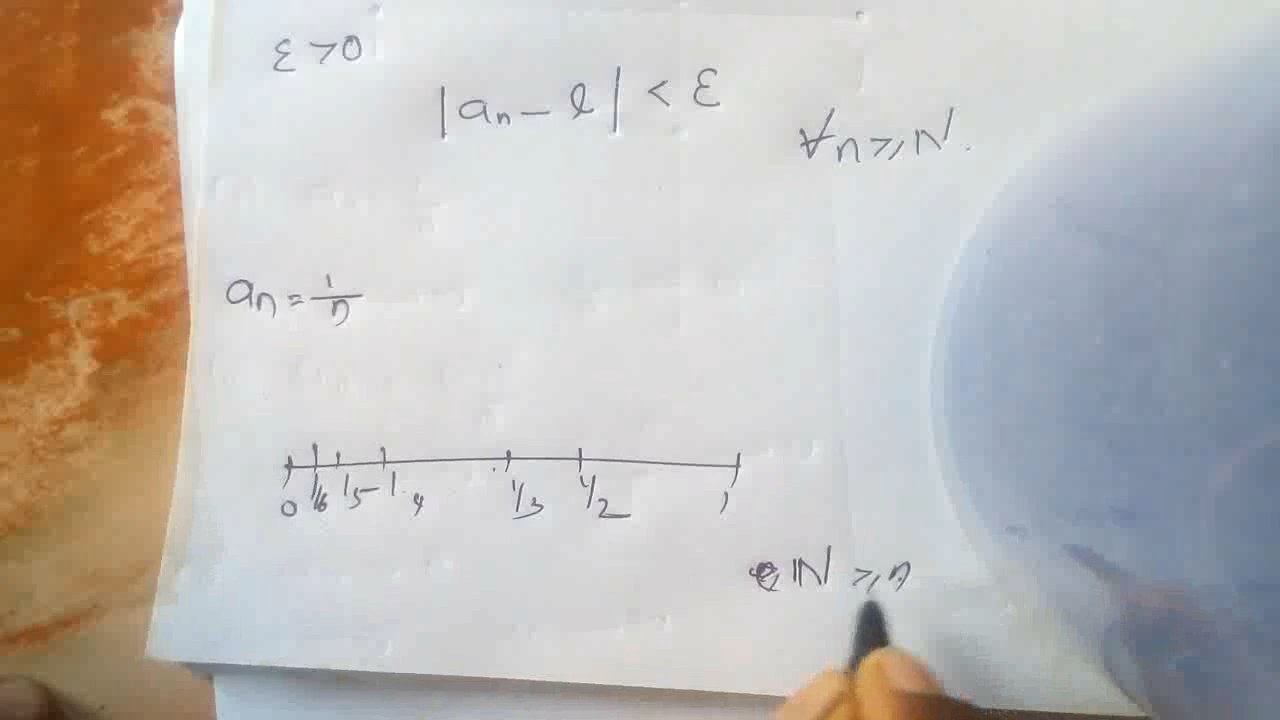 ε > 0
|aₙ − l| < ε
∀n ≥ N.
aₙ = 1/n
0 1/6 1/5 1/4 1/3 1/2 1
N ≥ n